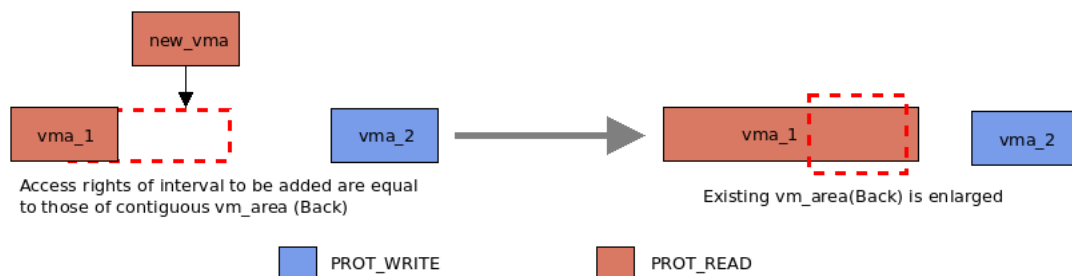 new_vma
vma_1
vma_2
vma_1
vma_2
Access rights of interval to be added are equal
to those of contiguous vm_area (Back)
Existing vm_area(Back) is enlarged
PROT_WRITE
PROT_READ